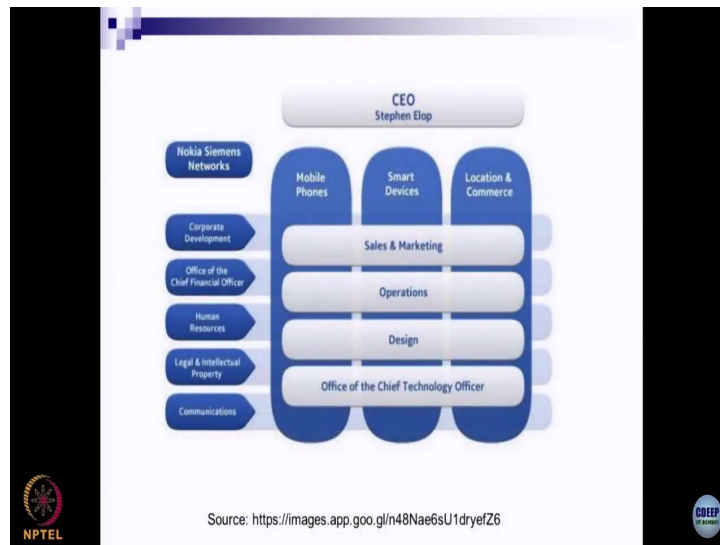 CEO
Stephen Elop
Nokia Siemens
Networks
Mobile
Phones
Smart
Devices
Location &
Commerce
Corporate
Development
Sales & Marketing
Office of the
Chief Financial Officer
Operations
Human
Resources
Design
Legal & Intellectual
Property
Office of the Chief Technology Officer
Communications
Source: https://images.app.goo.gl/n48Nae6sU1dryefZ6
NPTEL
CDEEP
IIT BOMBAY